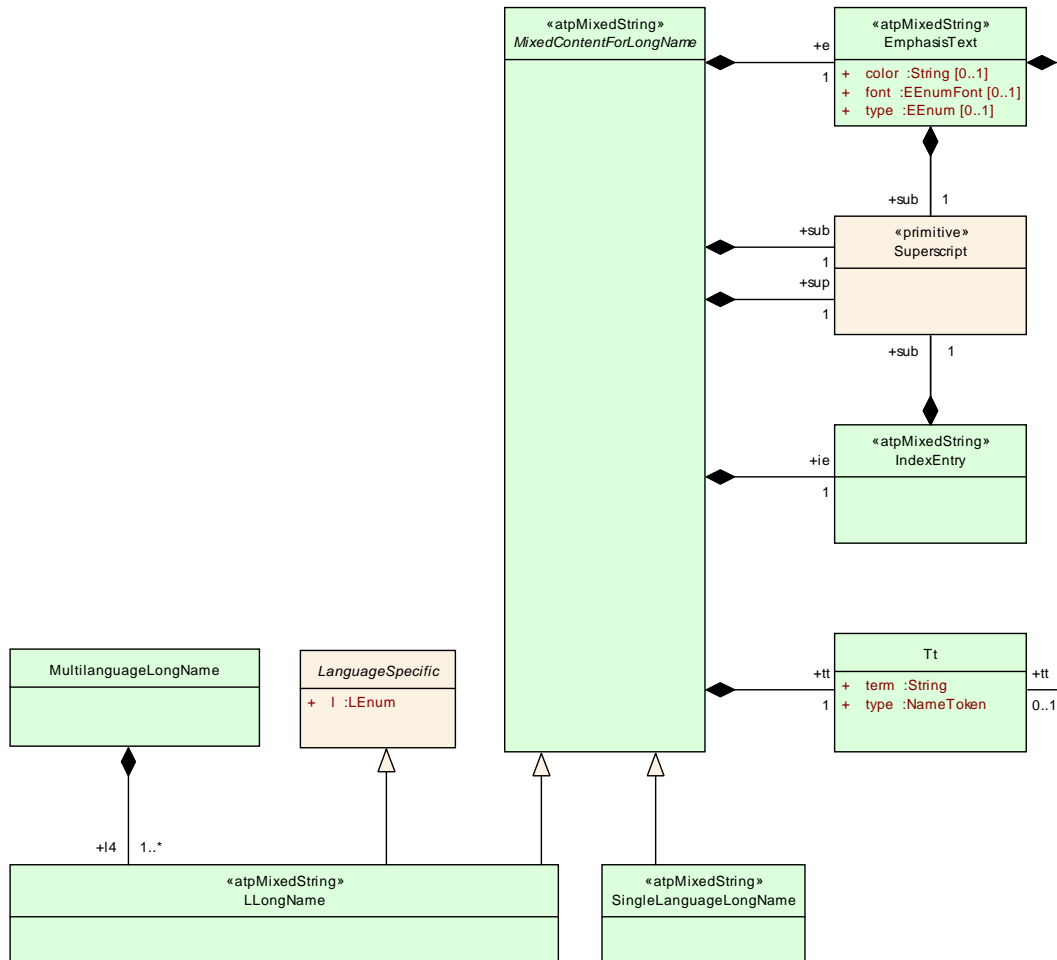 «atpMixedString»
MixedContentForLongName
«atpMixedString»
EmphasisText
+ color :String [0..1]
+ font :EEnumFont [0..1]
+ type :EEnum [0..1]
+e
1
+sub 1
«primitive»
Superscript
+sub
1
+sup
1
+sub 1
«atpMixedString»
IndexEntry
+ie
1
Tt
+ term :String
+ type :NameToken
+tt
1
+tt
0..1
MultilanguageLongName
LanguageSpecific
+ l :LEnum
+l4 1..*
«atpMixedString»
LLongName
«atpMixedString»
SingleLanguageLongName